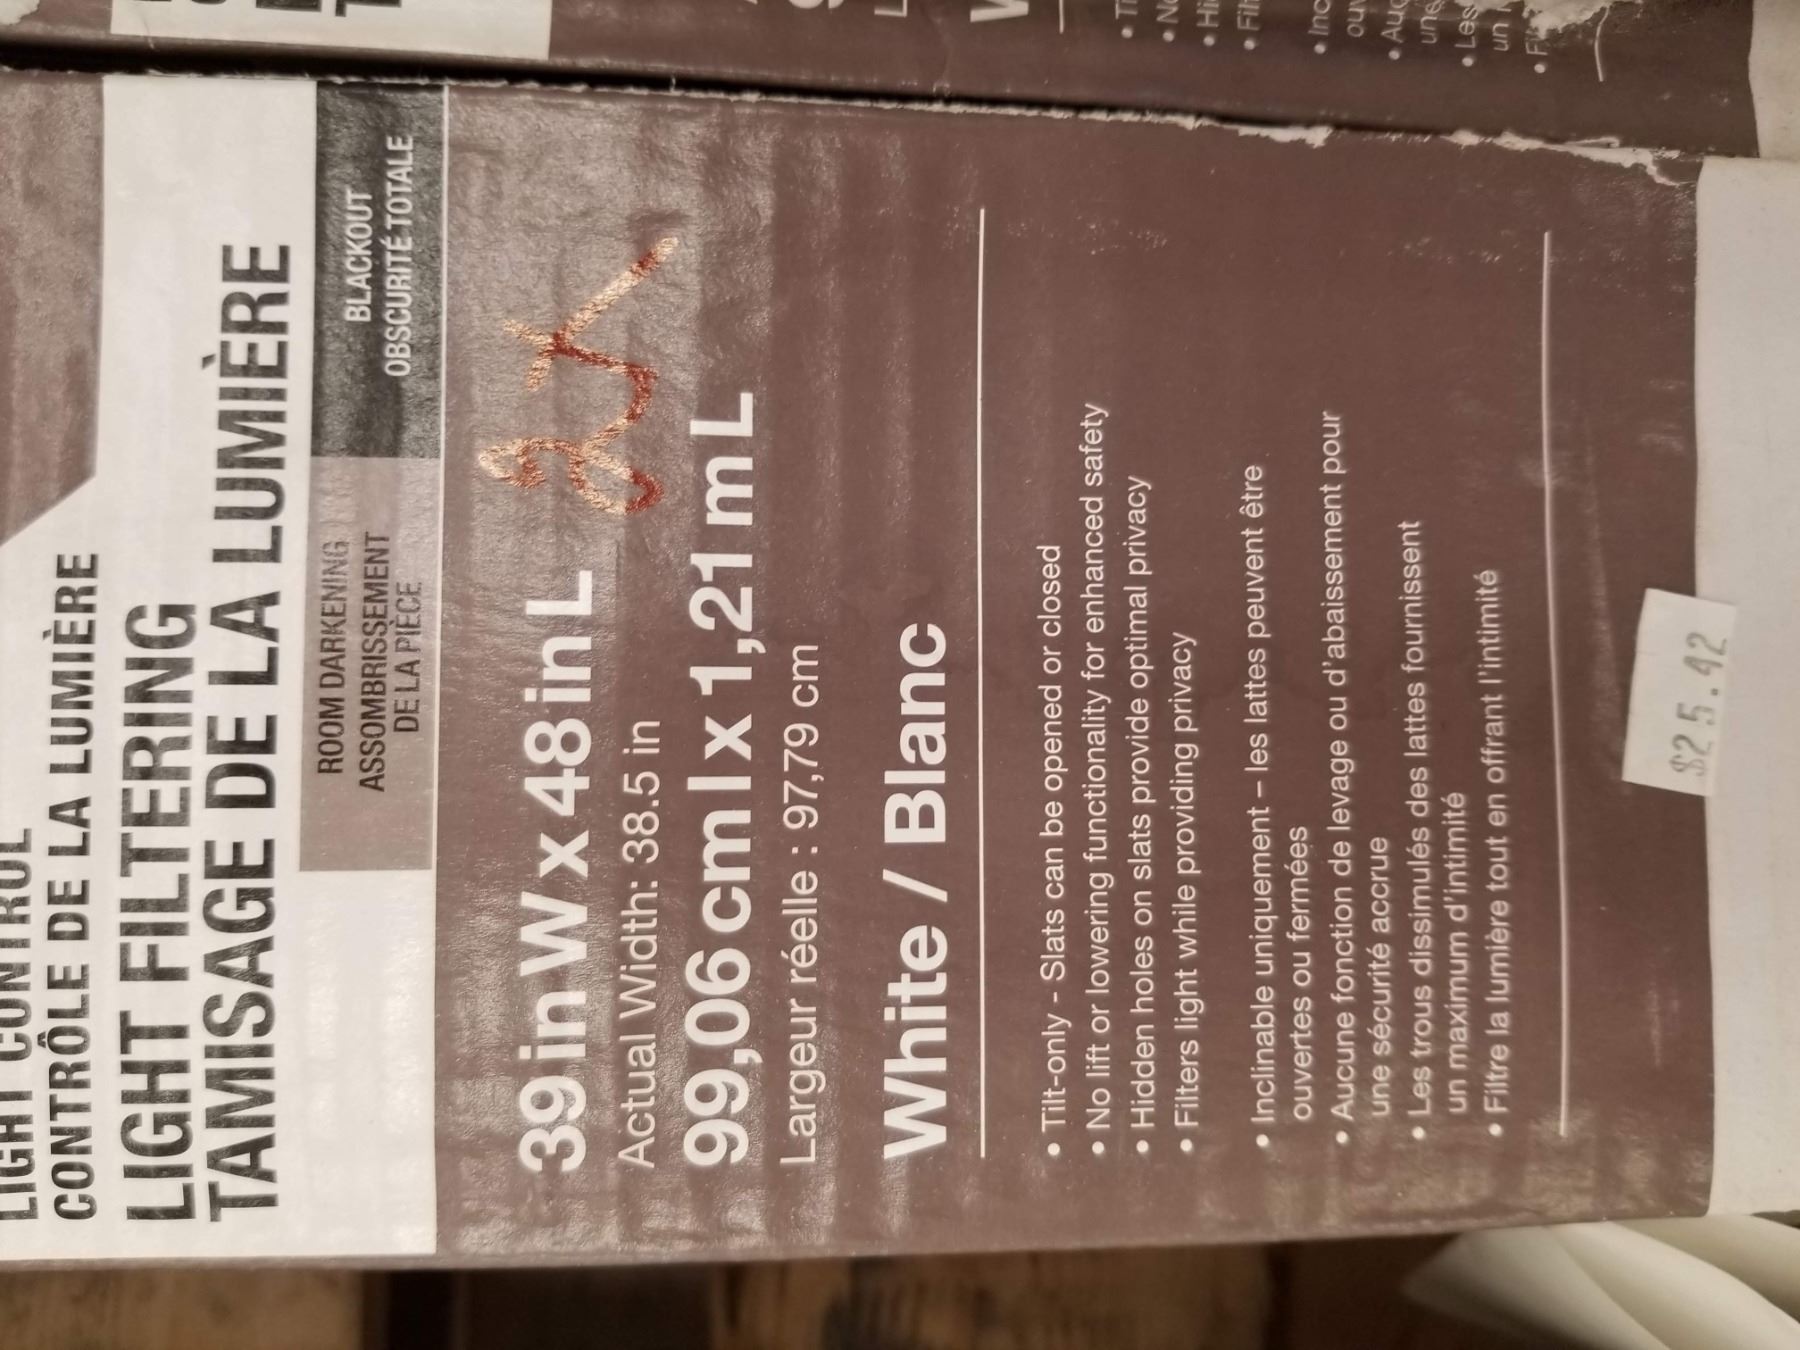 CONTRÔLE DE LA LUMIÈRE
LIGHT FILTERING
TAMISAGE DE LA LUMIÈRE
ROOM DARKENING
ASSOMBRISSEMENT
DE LA PIÈCE
BLACKOUT
OBSCURITÉ TOTALE
39 in W x 48 in L
Actual Width: 38.5 in
99,06 cm l x 1,21 m L
Largeur réelle : 97,79 cm
White / Blanc
• Tilt-only - Slats can be opened or closed
• No lift or lowering functionality for enhanced safety
• Hidden holes on slats provide optimal privacy
• Filters light while providing privacy
• Inclinable uniquement – les lattes peuvent être
ouvertes ou fermées
• Aucune fonction de levage ou d'abaissement pour
une sécurité accrue
• Les trous dissimulés des lattes fournissent
un maximum d'intimité
• Filtre la lumière tout en offrant l'intimité
$25.42